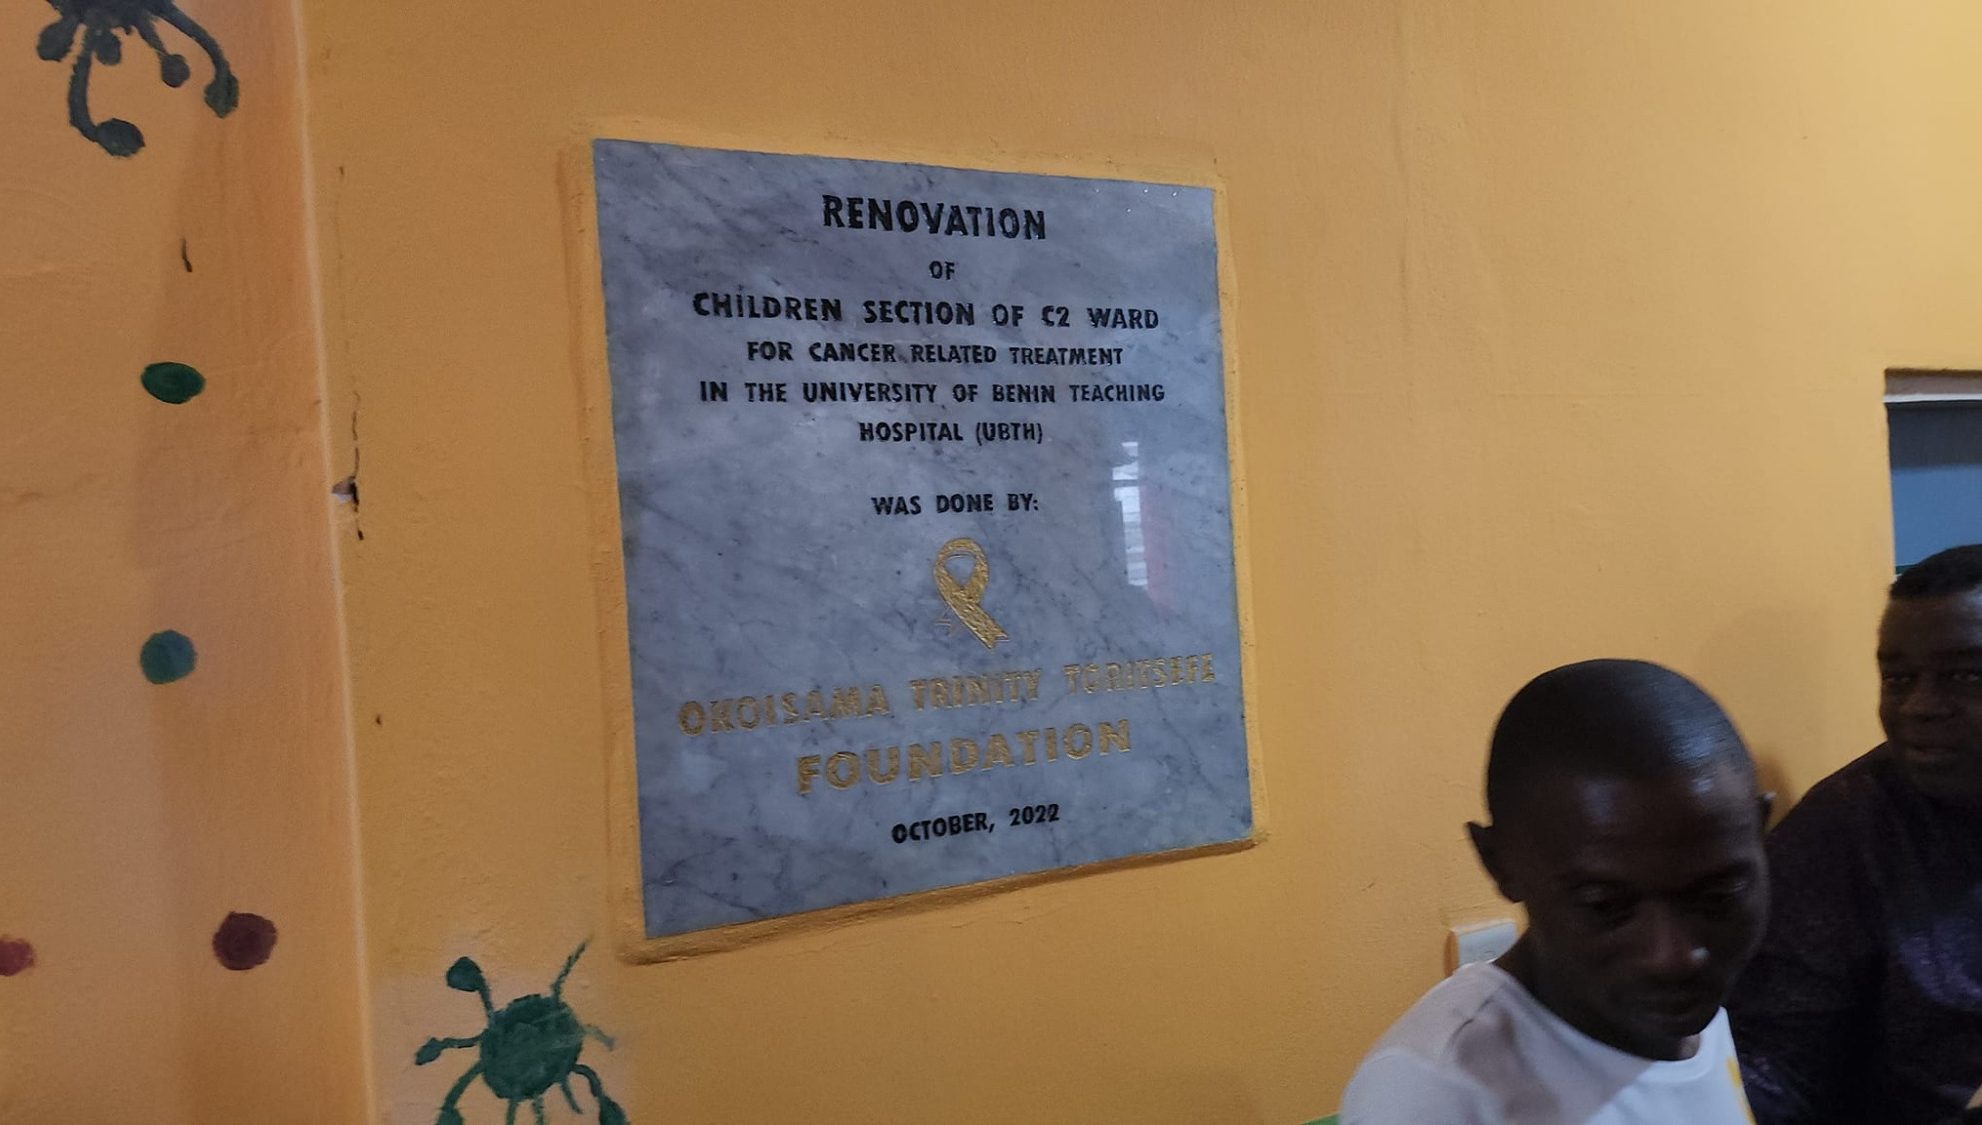 RENOVATION
OF
CHILDREN SECTION OF C2 WARD
FOR CANCER RELATED TREATMENT
IN THE UNIVERSITY OF BENIN TEACHING
HOSPITAL (UBTH)
WAS DONE BY:
OKOISAMA TRINITY TORITSEFE
FOUNDATION
OCTOBER, 2022